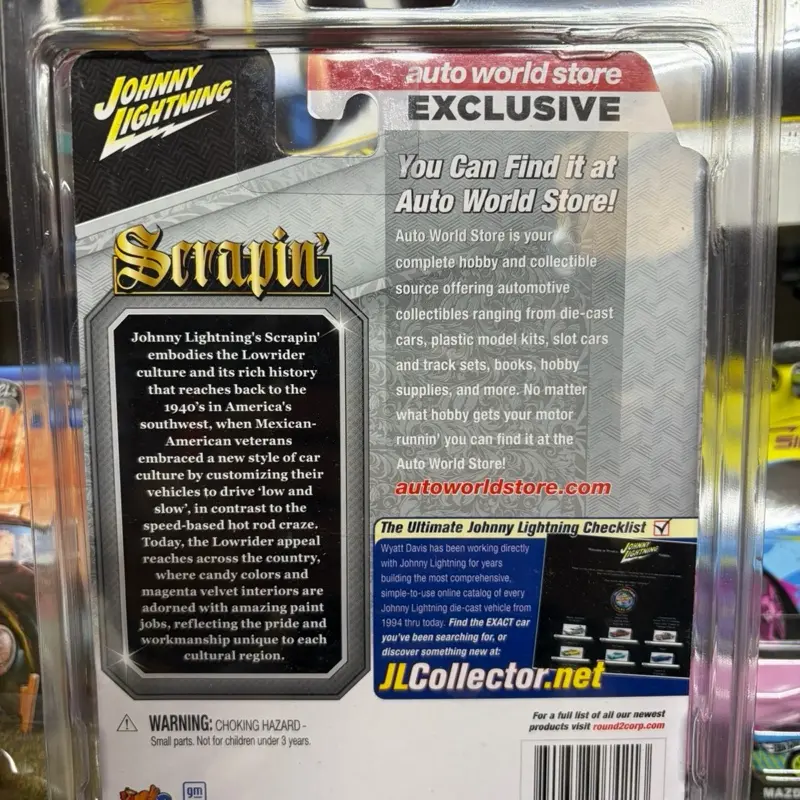 JOHNNY
LIGHTNING
auto world store
EXCLUSIVE
You Can Find it at
Auto World Store!
Auto World Store is your
complete hobby and collectible
source offering automotive
collectibles ranging from die-cast
cars, plastic model kits, slot cars
and track sets, books, hobby
supplies, and more. No matter
what hobby gets your motor
runnin' you can find it at the
Auto World Store!
autoworldstore.com
Scrapin'
Johnny Lightning's Scrapin'
embodies the Lowrider
culture and its rich history
that reaches back to the
1940's in America's
southwest, when Mexican-
American veterans
embraced a new style of car
culture by customizing their
vehicles to drive 'low and
slow', in contrast to the
speed-based hot rod craze.
Today, the Lowrider appeal
reaches across the country,
where candy colors and
magenta velvet interiors are
adorned with amazing paint
jobs, reflecting the pride and
workmanship unique to each
cultural region.
The Ultimate Johnny Lightning Checklist
Wyatt Davis has been working directly
with Johnny Lightning for years
building the most comprehensive,
simple-to-use online catalog of every
Johnny Lightning die-cast vehicle from
1994 thru today. Find the EXACT car
you've been searching for, or
discover something new at:
JLCollector.net
JOHNNY
LIGHTNING
WARNING: CHOKING HAZARD -
Small parts. Not for children under 3 years.
For a full list of all our newest
products visit round2corp.com
gm
MAZD